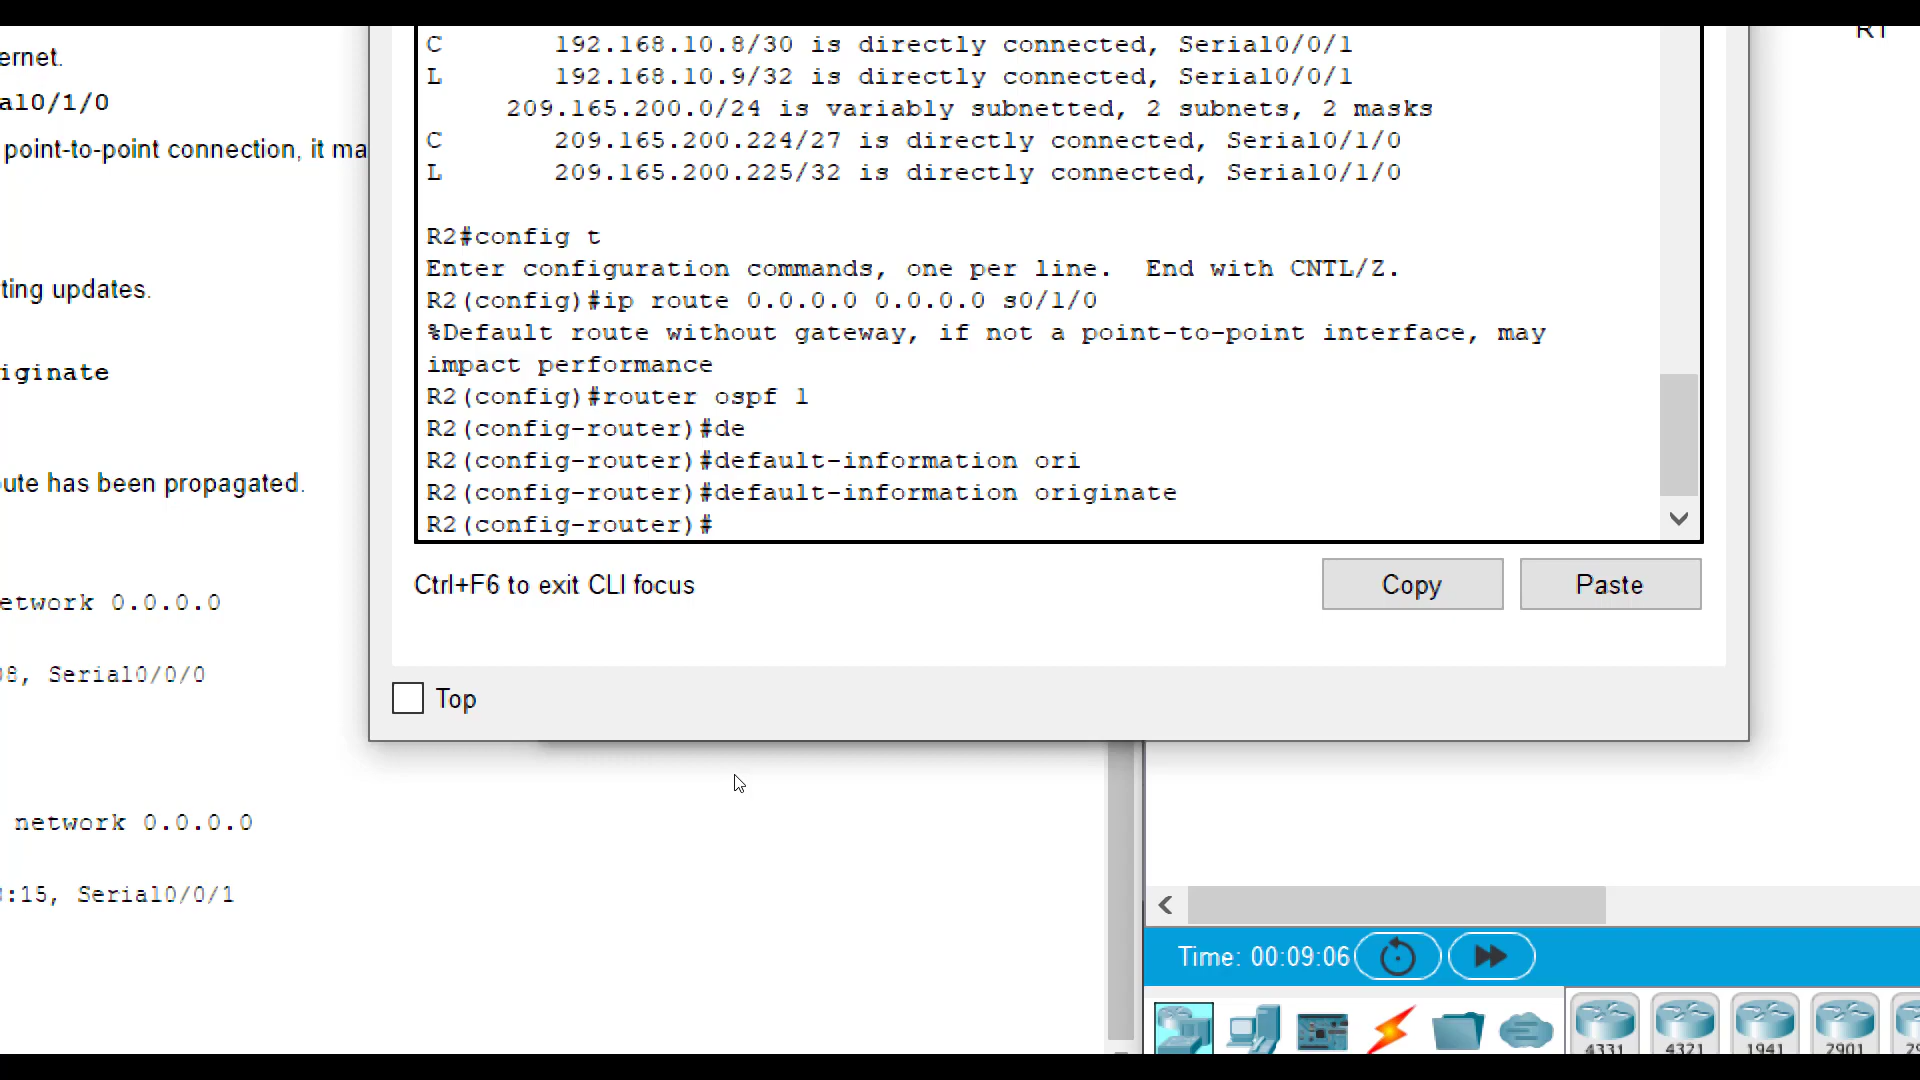 ernet.
al0/1/0
point-to-point connection, it ma
ting updates.
iginate
ute has been propagated.
etwork 0.0.0.0
08, Serial0/0/0
network 0.0.0.0
:15, Serial0/0/1
C 192.168.10.8/30 is directly connected, Serial0/0/1
L 192.168.10.9/32 is directly connected, Serial0/0/1
209.165.200.0/24 is variably subnetted, 2 subnets, 2 masks
C 209.165.200.224/27 is directly connected, Serial0/1/0
L 209.165.200.225/32 is directly connected, Serial0/1/0
R2#config t
Enter configuration commands, one per line. End with CNTL/Z.
R2(config)#ip route 0.0.0.0 0.0.0.0 s0/1/0
%Default route without gateway, if not a point-to-point interface, may
impact performance
R2(config)#router ospf 1
R2(config-router)#de
R2(config-router)#default-information ori
R2(config-router)#default-information originate
R2(config-router)#
Ctrl+F6 to exit CLI focus
Copy
Paste
Top
R1
Time: 00:09:06
4331
4321
1941
2901